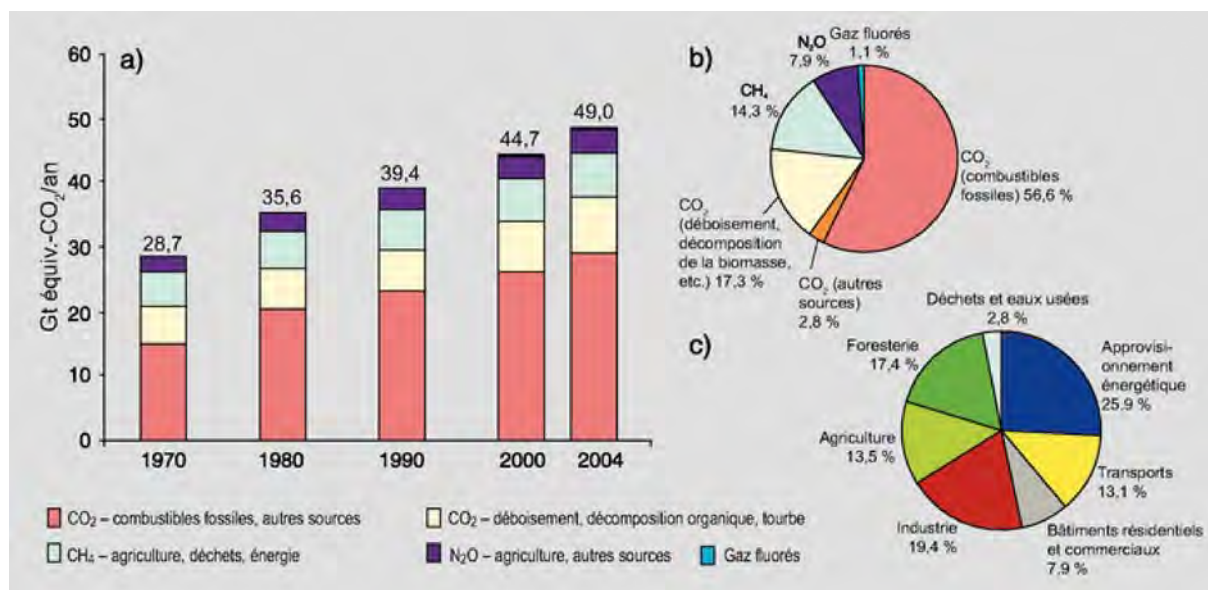 a)
Gt équiv.-CO₂/an
60
50
40
30
20
10
0
28,7
35,6
39,4
44,7
49,0
1970
1980
1990
2000
2004
CO₂ – combustibles fossiles, autres sources
CO₂ – déboisement, décomposition organique, tourbe
CH₄ – agriculture, déchets, énergie
N₂O – agriculture, autres sources
Gaz fluorés
b)
Gaz fluorés
1,1 %
N₂O
7,9 %
CH₄
14,3 %
CO₂
(combustibles
fossiles) 56,6 %
CO₂
(déboisement,
décomposition
de la biomasse,
etc.) 17,3 %
CO₂ (autres
sources)
2,8 %
c)
Déchets et eaux usées
2,8 %
Foresterie
17,4 %
Approvisi-
onnement
énergétique
25,9 %
Agriculture
13,5 %
Transports
13,1 %
Industrie
19,4 %
Bâtiments résidentiels
et commerciaux
7,9 %